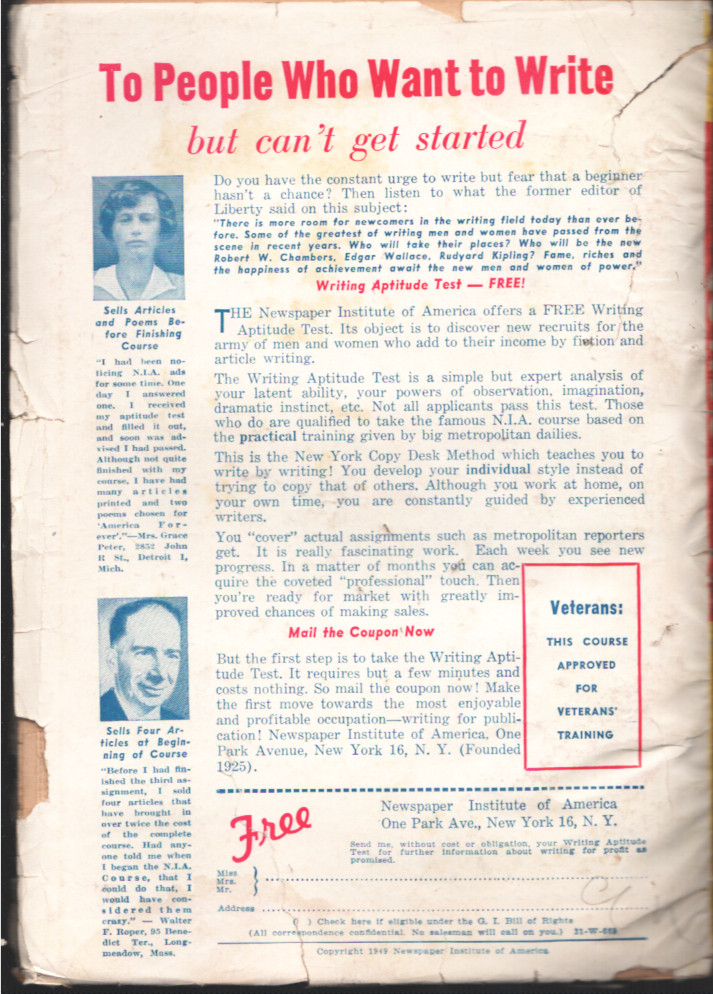 To People Who Want to Write
but can't get started
Do you have the constant urge to write but fear that a beginner
hasn't a chance? Then listen to what the former editor of
Liberty said on this subject:
"There is more room for newcomers in the writing field today than ever be-
fore. Some of the greatest of writing men and women have passed from the
scene in recent years. Who will take their places? Who will be the new
Robert W. Chambers, Edgar Wallace, Rudyard Kipling? Fame, riches and
the happiness of achievement await the new men and women of power."
Writing Aptitude Test — FREE!
THE Newspaper Institute of America offers a FREE Writing
Aptitude Test. Its object is to discover new recruits for the
army of men and women who add to their income by fiction and
article writing.
The Writing Aptitude Test is a simple but expert analysis of
your latent ability, your powers of observation, imagination,
dramatic instinct, etc. Not all applicants pass this test. Those
who do are qualified to take the famous N.I.A. course based on
the practical training given by big metropolitan dailies.
This is the New York Copy Desk Method which teaches you to
write by writing! You develop your individual style instead of
trying to copy that of others. Although you work at home, on
your own time, you are constantly guided by experienced
writers.
You "cover" actual assignments such as metropolitan reporters
get. It is really fascinating work. Each week you see new
progress. In a matter of months you can ac-
quire the coveted "professional" touch. Then
you're ready for market with greatly im-
proved chances of making sales.
Mail the Coupon Now
But the first step is to take the Writing Apti-
tude Test. It requires but a few minutes and
costs nothing. So mail the coupon now! Make
the first move towards the most enjoyable
and profitable occupation—writing for publi-
cation! Newspaper Institute of America, One
Park Avenue, New York 16, N. Y. (Founded
1925).
Veterans:
THIS COURSE
APPROVED
FOR
VETERANS'
TRAINING
Sells Articles
and Poems Be-
fore Finishing
Course
"I had been no-
ticing N.I.A. ads
for some time. One
day I answered
one. I received
my aptitude test
and filled it out,
and soon was ad-
vised I had passed.
Although not quite
finished with my
course, I have had
many articles
printed and two
poems chosen for
'America For-
ever'."—Mrs. Grace
Peter, 2852 John
R St., Detroit 1,
Mich.
Sells Four Ar-
ticles at Begin-
ning of Course
"Before I had fin-
ished the third as-
signment, I sold
four articles that
have brought in
over twice the cost
of the complete
course. Had any-
one told me when
I began the N.I.A.
Course, that I
could do that, I
would have con-
sidered them
crazy." — Walter
F. Roper, 95 Bene-
dict Ter., Long-
meadow, Mass.
Free
Newspaper Institute of America
One Park Ave., New York 16, N. Y.
Send me, without cost or obligation, your Writing Aptitude
Test for further information about writing for profit as
promised.
Miss
Mrs.
Mr.
Address
( ) Check here if eligible under the G. I. Bill of Rights
(All correspondence confidential. No salesman will call on you.)
Copyright 1949 Newspaper Institute of America